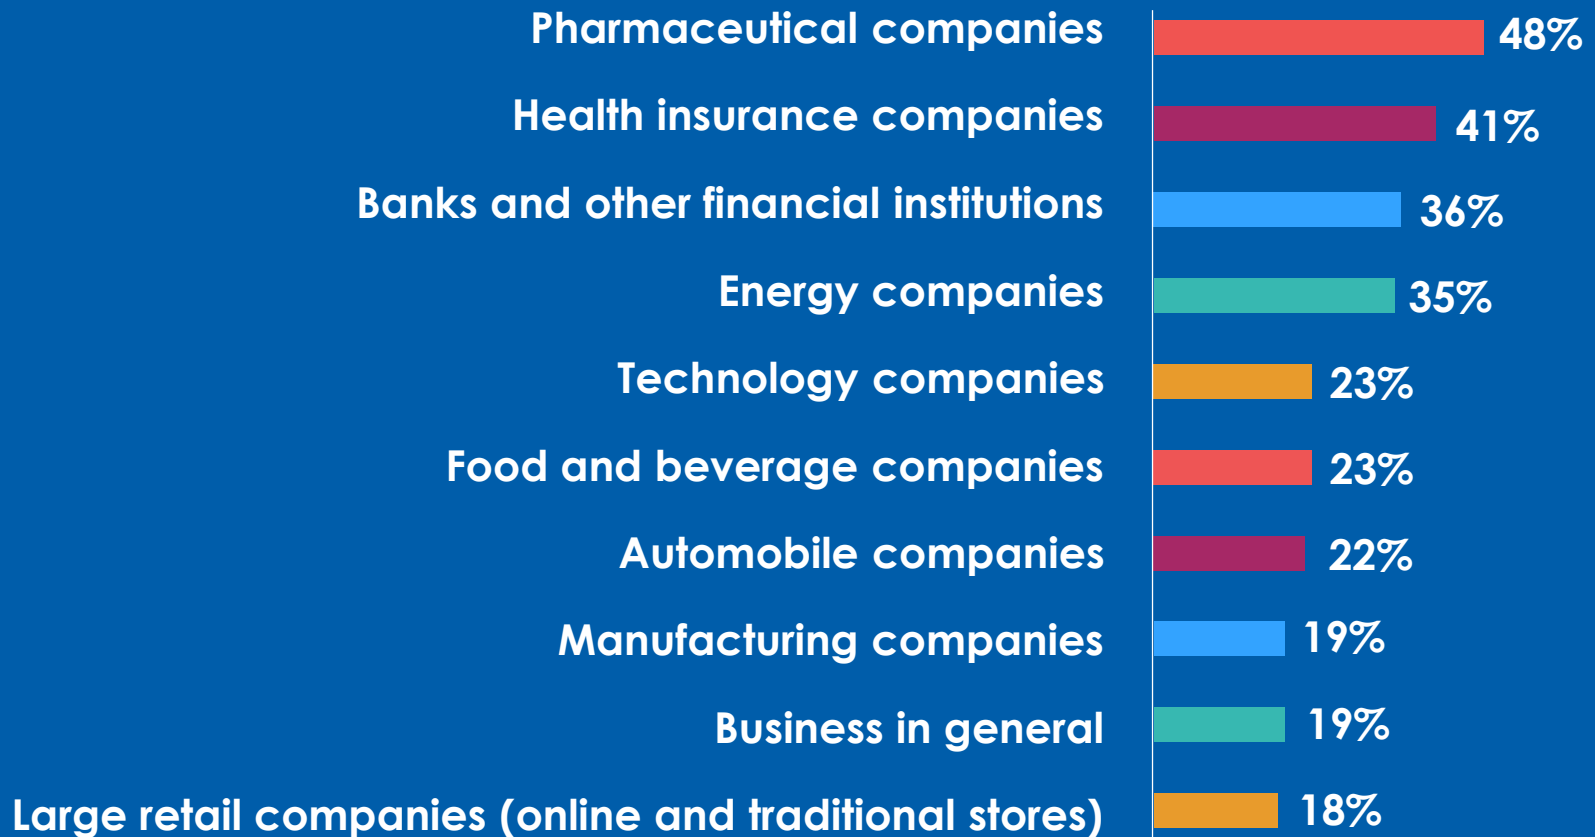 Pharmaceutical companies 48%
Health insurance companies 41%
Banks and other financial institutions 36%
Energy companies 35%
Technology companies 23%
Food and beverage companies 23%
Automobile companies 22%
Manufacturing companies 19%
Business in general 19%
Large retail companies (online and traditional stores) 18%